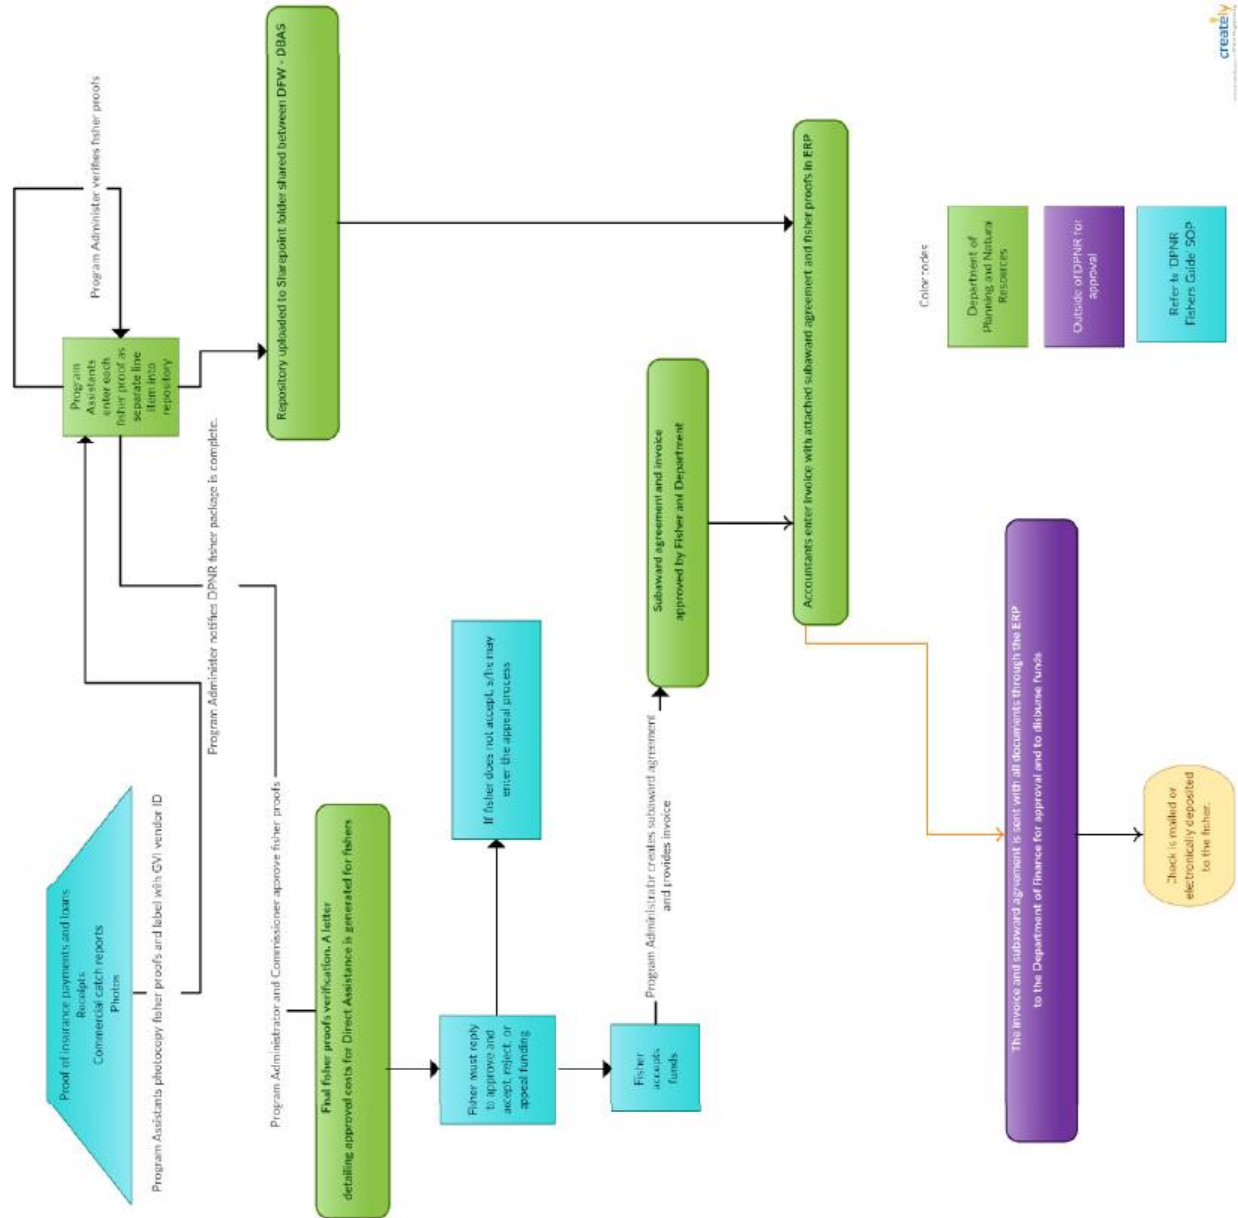 Proof of insurance payments and loans
Receipts
Commercial catch reports
Photos
Program Assistants photocopy fisher proofs and label with GVI vendor ID
Program
Assistants
enter each
fisher proof as
separate line
item into
repository
Program Administer verifies fisher proofs
Program Administer notifies DPNR fisher package is complete.
Program Administrator and Commissioner approve fisher proofs
Repository uploaded to Sharepoint folder shared between DFW - DBAS
Final fisher proofs verification. A letter
detailing approved costs for Direct Assistance is generated for fishers
Fisher must reply
to approve and
accept, reject, or
appeal funding
If fisher does not accept, s/he may
enter the appeal process
Fisher
accepts
funds
Program Administrator creates subaward agreement
and provides invoice
Subaward agreement and invoice
approved by Fisher and Department
Accountants enter invoice with attached subaward agreement and fisher proofs in ERP
The invoice and subaward agreement is sent with all documents through the ERP
to the Department of Finance for approval and to disburse funds
Check is mailed or
electronically deposited
to the fisher.
Color codes
Department of
Planning and Natural
Resources
Outside of DPNR for
approval
Refer to 'DPNR
Fishers Guide' SOP
creately